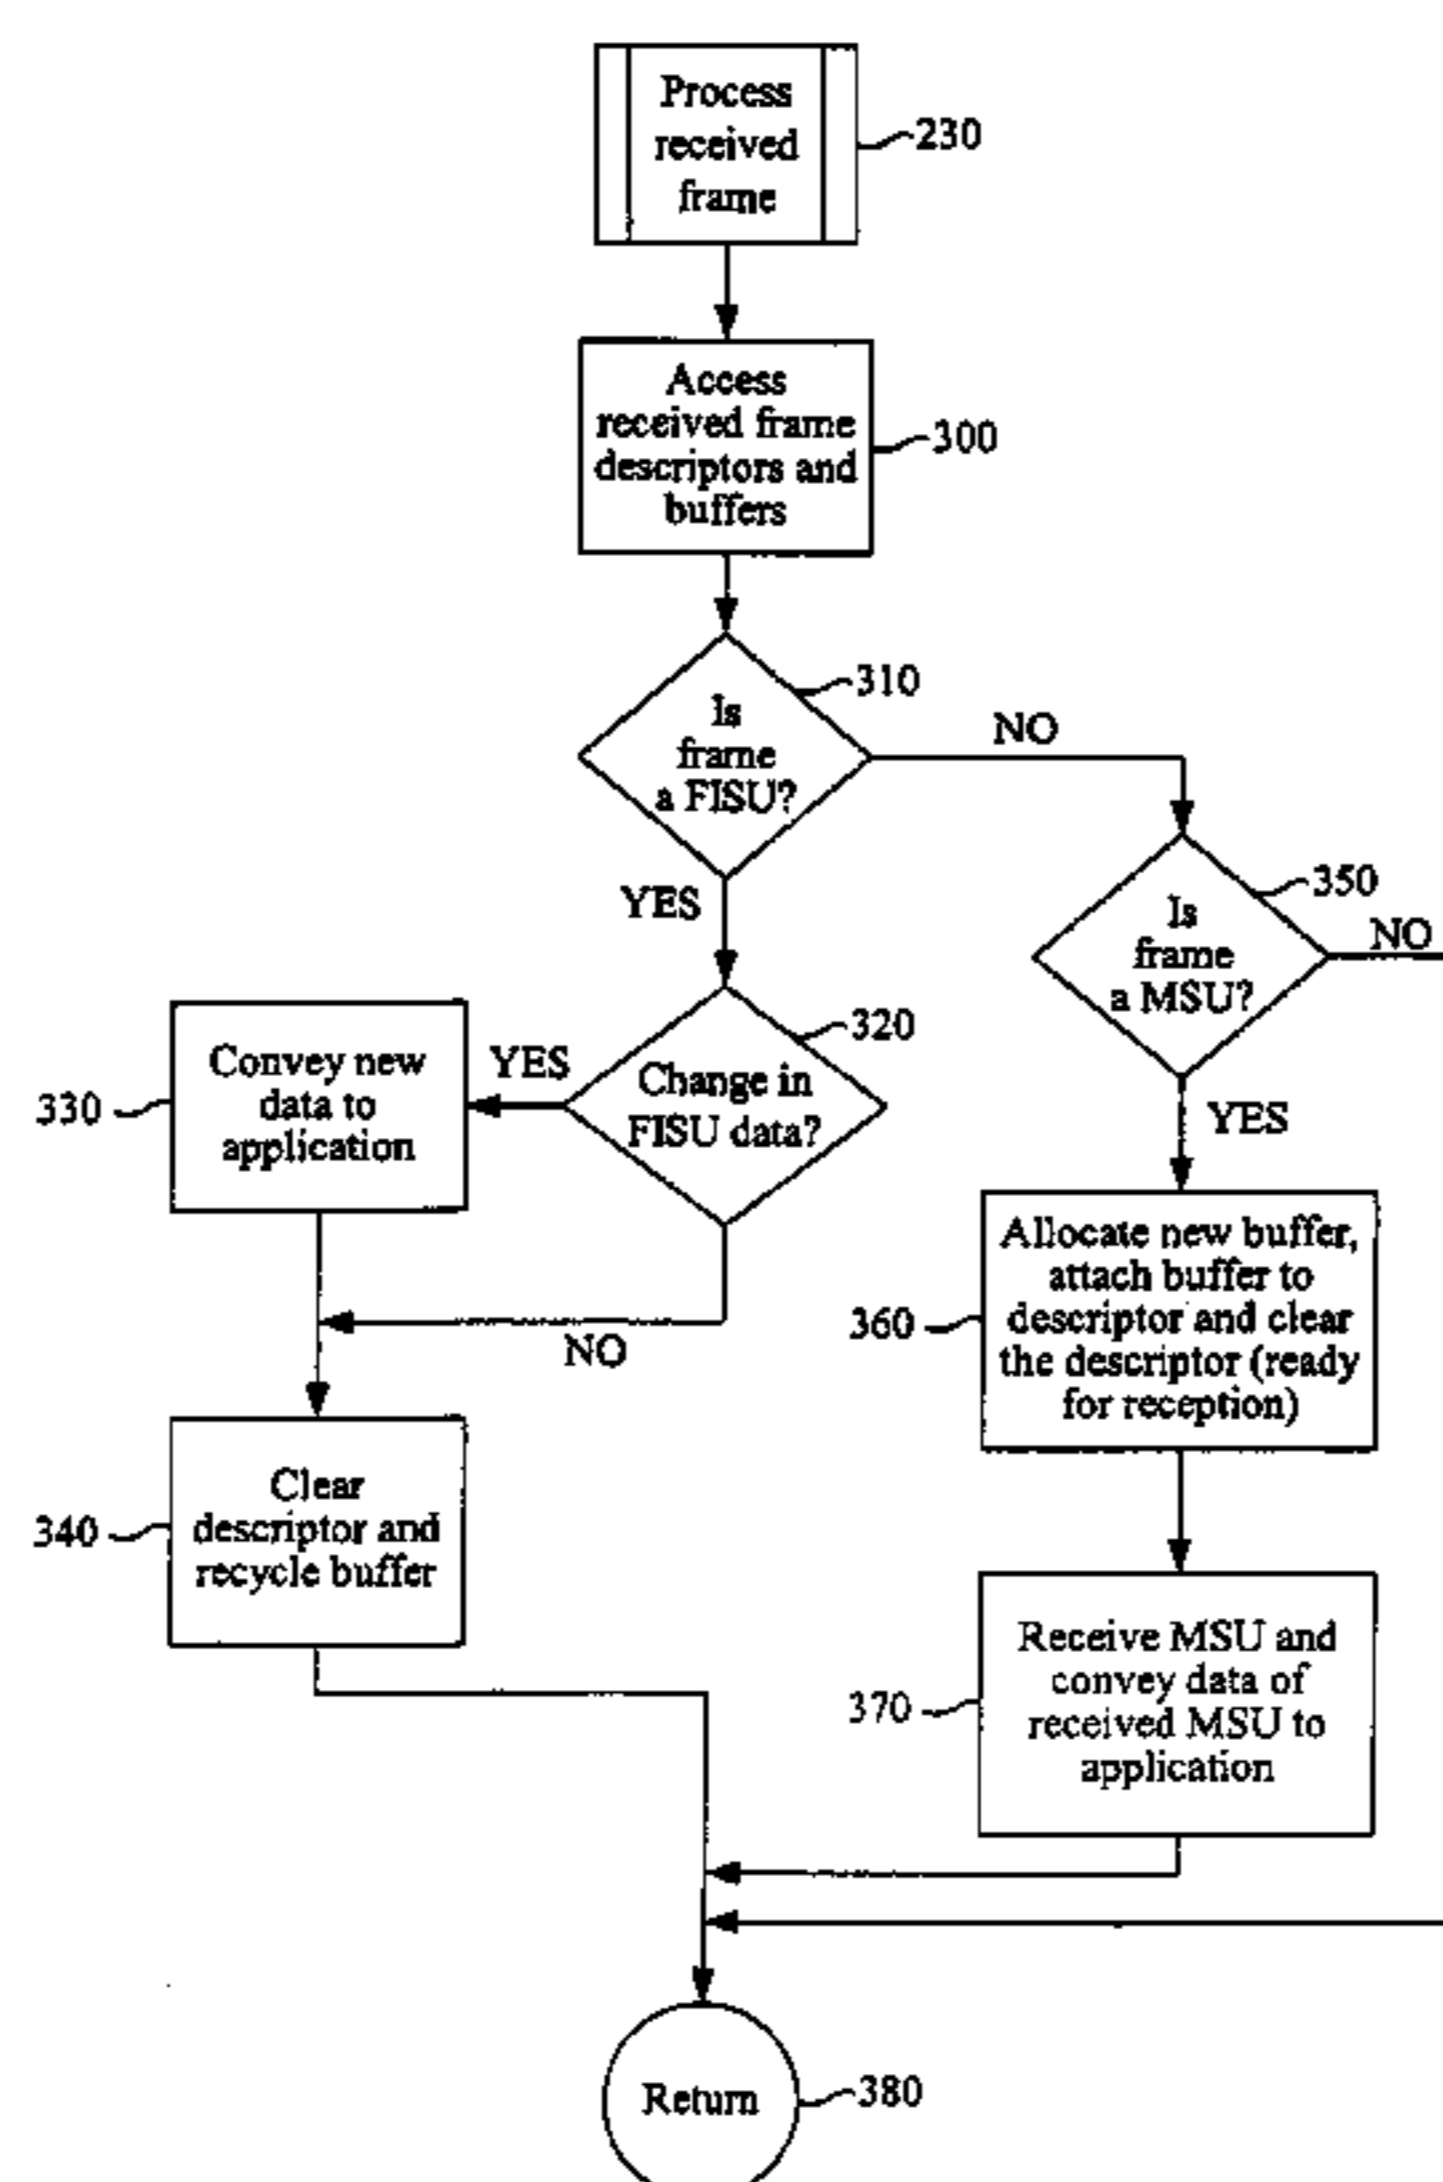 Process
received
frame
230
Access
received frame
descriptors and
buffers
300
310
Is
frame
a FISU?
NO
YES
350
Is
frame
a MSU?
NO
YES
320
Change in
FISU data?
YES
NO
330
Convey new
data to
application
360
Allocate new buffer,
attach buffer to
descriptor and clear
the descriptor (ready
for reception)
340
Clear
descriptor and
recycle buffer
370
Receive MSU and
convey data of
received MSU to
application
Return
380